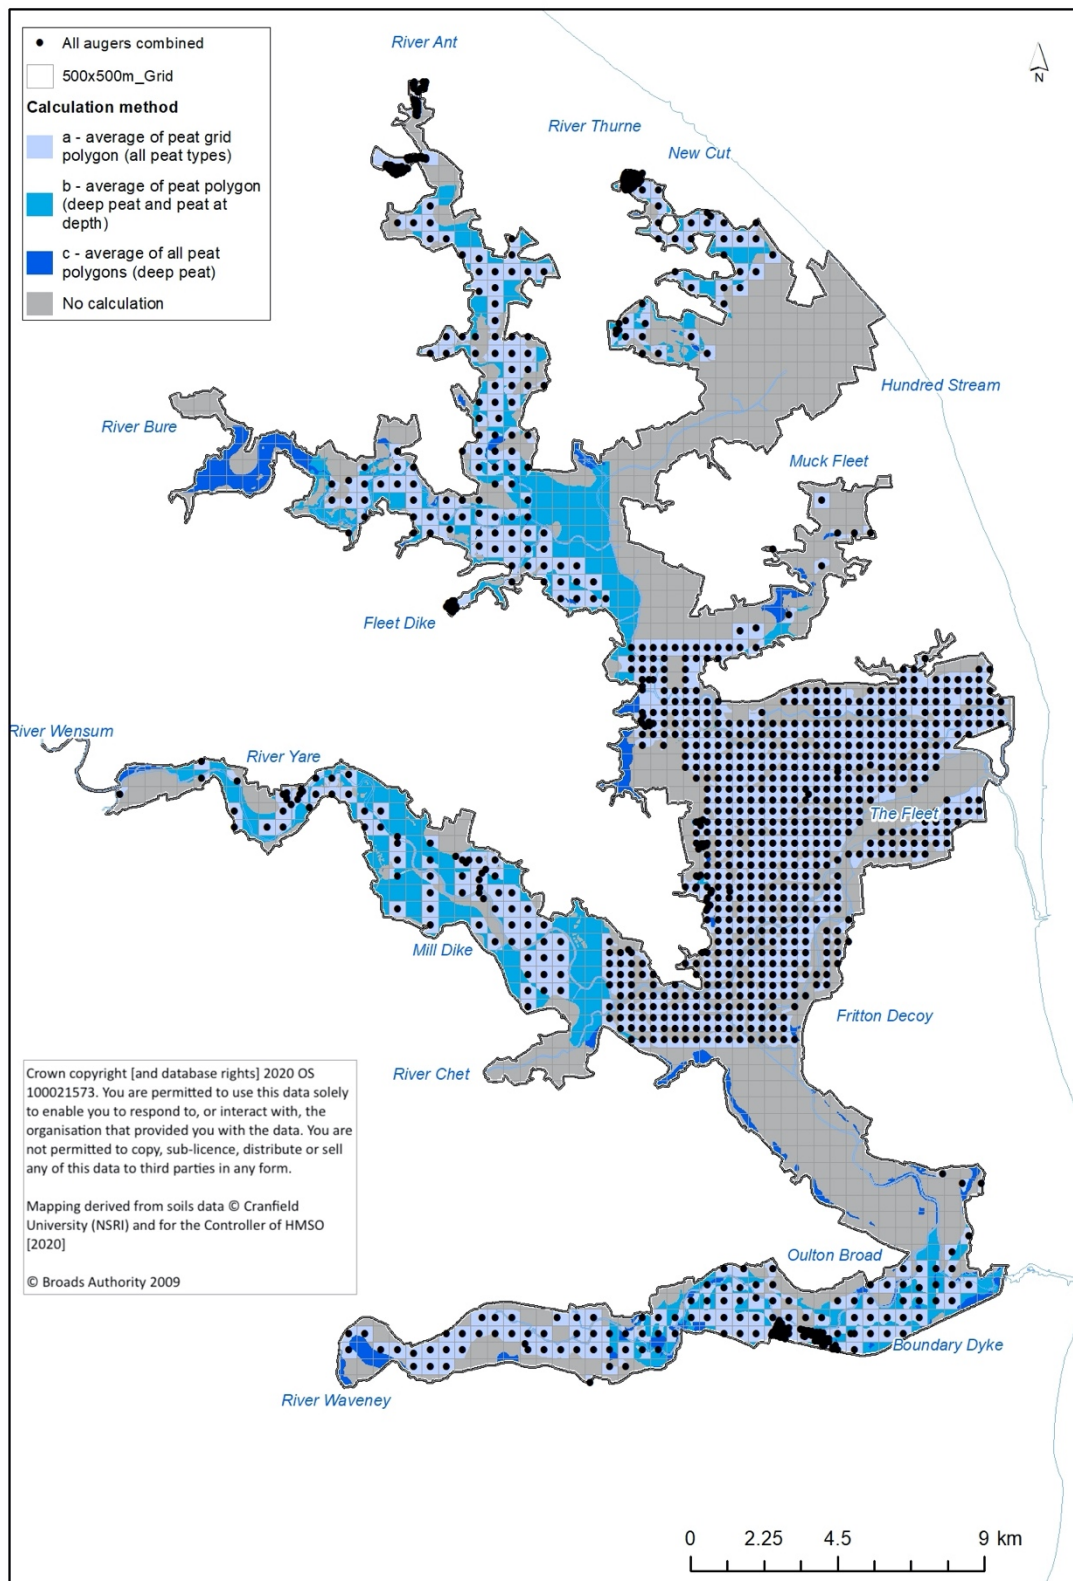 All augers combined
500x500m_Grid
Calculation method
a - average of peat grid
polygon (all peat types)
b - average of peat polygon
(deep peat and peat at
depth)
c - average of all peat
polygons (deep peat)
No calculation
River Ant
N
River Thurne
New Cut
Hundred Stream
River Bure
Muck Fleet
Fleet Dike
River Wensum
River Yare
The Fleet
Mill Dike
Fritton Decoy
River Chet
Crown copyright [and database rights] 2020 OS
100021573. You are permitted to use this data solely
to enable you to respond to, or interact with, the
organisation that provided you with the data. You are
not permitted to copy, sub-licence, distribute or sell
any of this data to third parties in any form.
Mapping derived from soils data © Cranfield
University (NSRI) and for the Controller of HMSO
[2020]
© Broads Authority 2009
Oulton Broad
Boundary Dyke
River Waveney
0 2.25 4.5 9 km